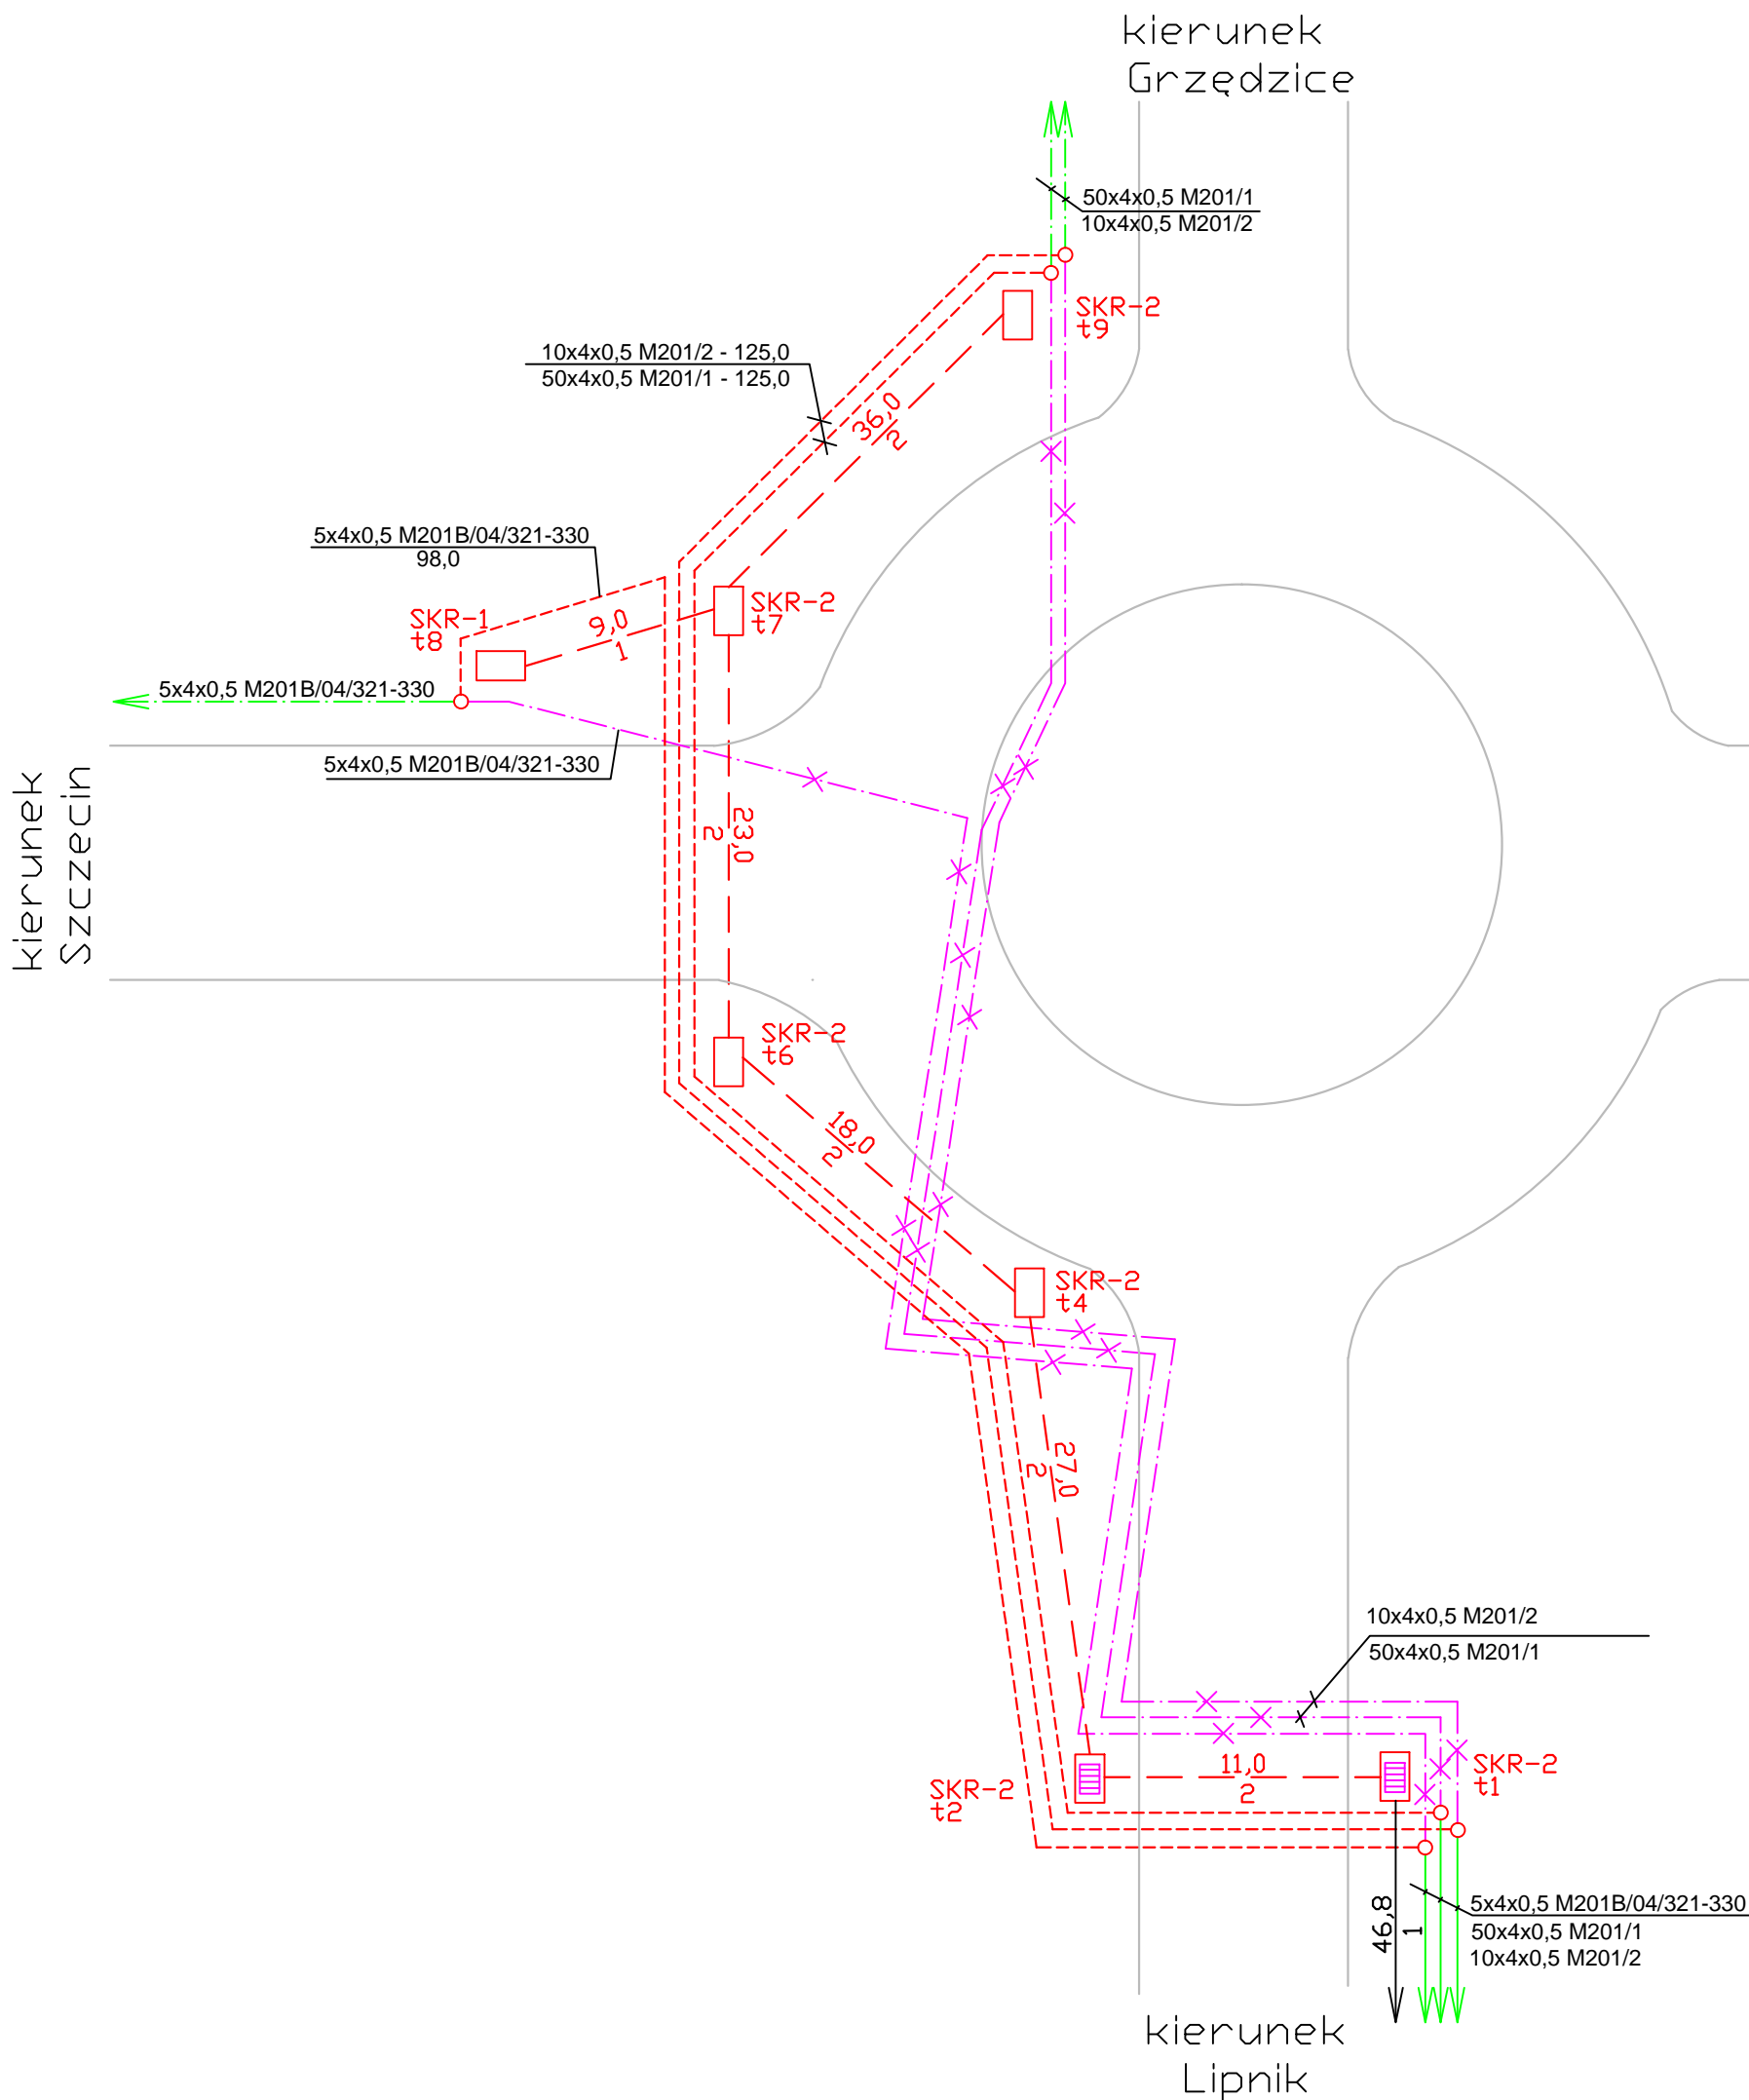 kierunek
Grzędzice
50x4x0,5 M201/1
10x4x0,5 M201/2
SKR-2
t9
10x4x0,5 M201/2 - 125,0
50x4x0,5 M201/1 - 125,0
36,0
2
5x4x0,5 M201B/04/321-330
98,0
SKR-1
t8
9,0
1
SKR-2
t7
5x4x0,5 M201B/04/321-330
5x4x0,5 M201B/04/321-330
kierunek
Szczecin
23,0
2
SKR-2
t6
18,0
2
SKR-2
t4
27,0
2
10x4x0,5 M201/2
50x4x0,5 M201/1
11,0
2
SKR-2
t1
SKR-2
t2
46,8
1
5x4x0,5 M201B/04/321-330
50x4x0,5 M201/1
10x4x0,5 M201/2
kierunek
Lipnik